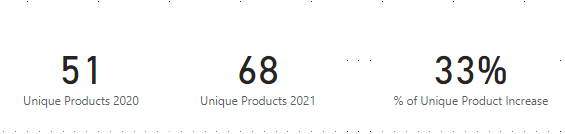 51 68 33%
Unique Products 2020 Unique Products 2021 % of Unique Product Increase